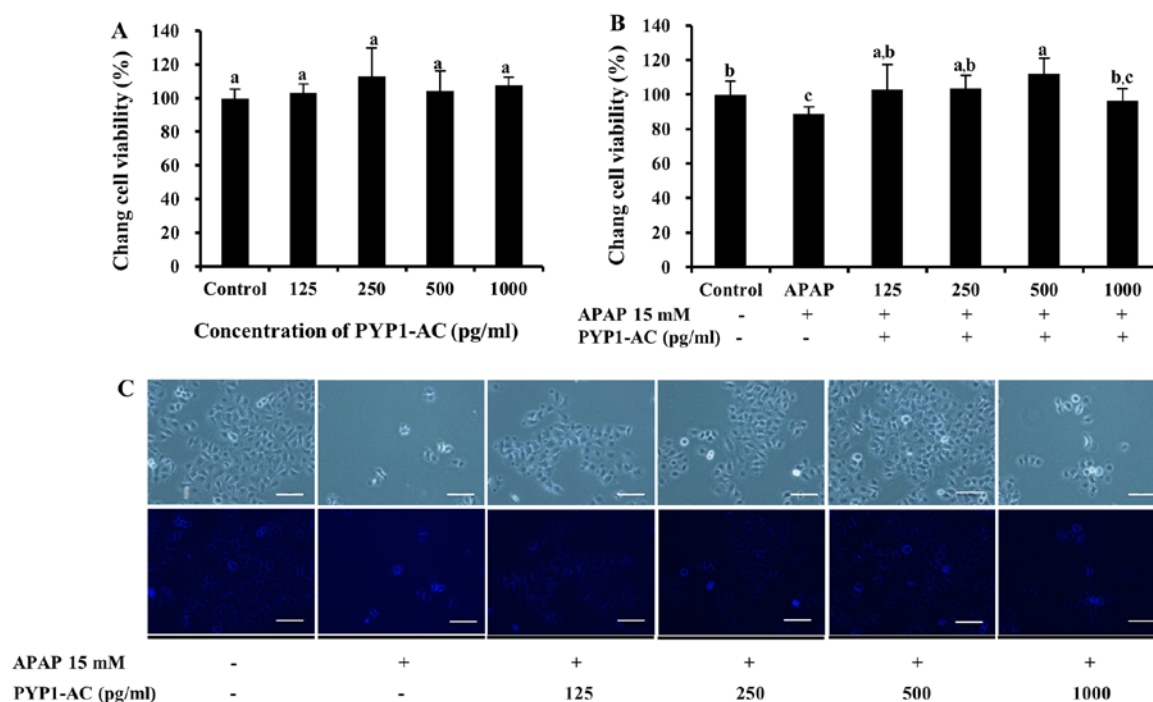 A
Chang cell viability (%)
140
120
100
80
60
40
20
0
a
a
a
a
a
Control 125 250 500 1000
Concentration of PYP1-AC (pg/ml)
B
Chang cell viability (%)
140
120
100
80
60
40
20
0
b
c
a,b
a,b
a
b,c
Control APAP 125 250 500 1000
APAP 15 mM - + + + + +
PYP1-AC (pg/ml) - - + + + +
C
APAP 15 mM - + + + + +
PYP1-AC (pg/ml) - - 125 250 500 1000